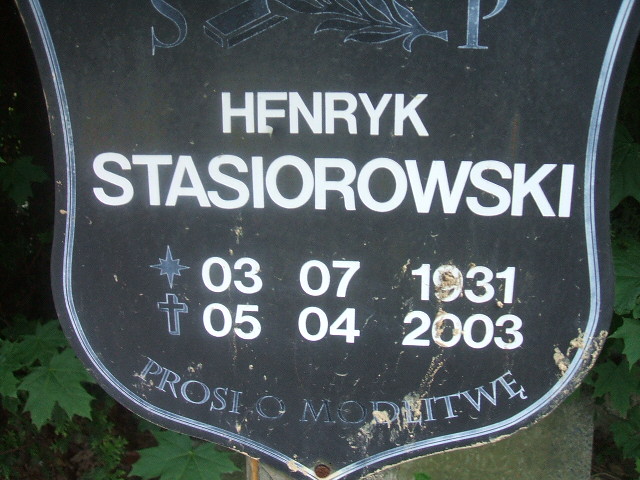 S P
HENRYK
STASIOROWSKI
03 07 1931
05 04 2003
PROSI O MODLITWĘ